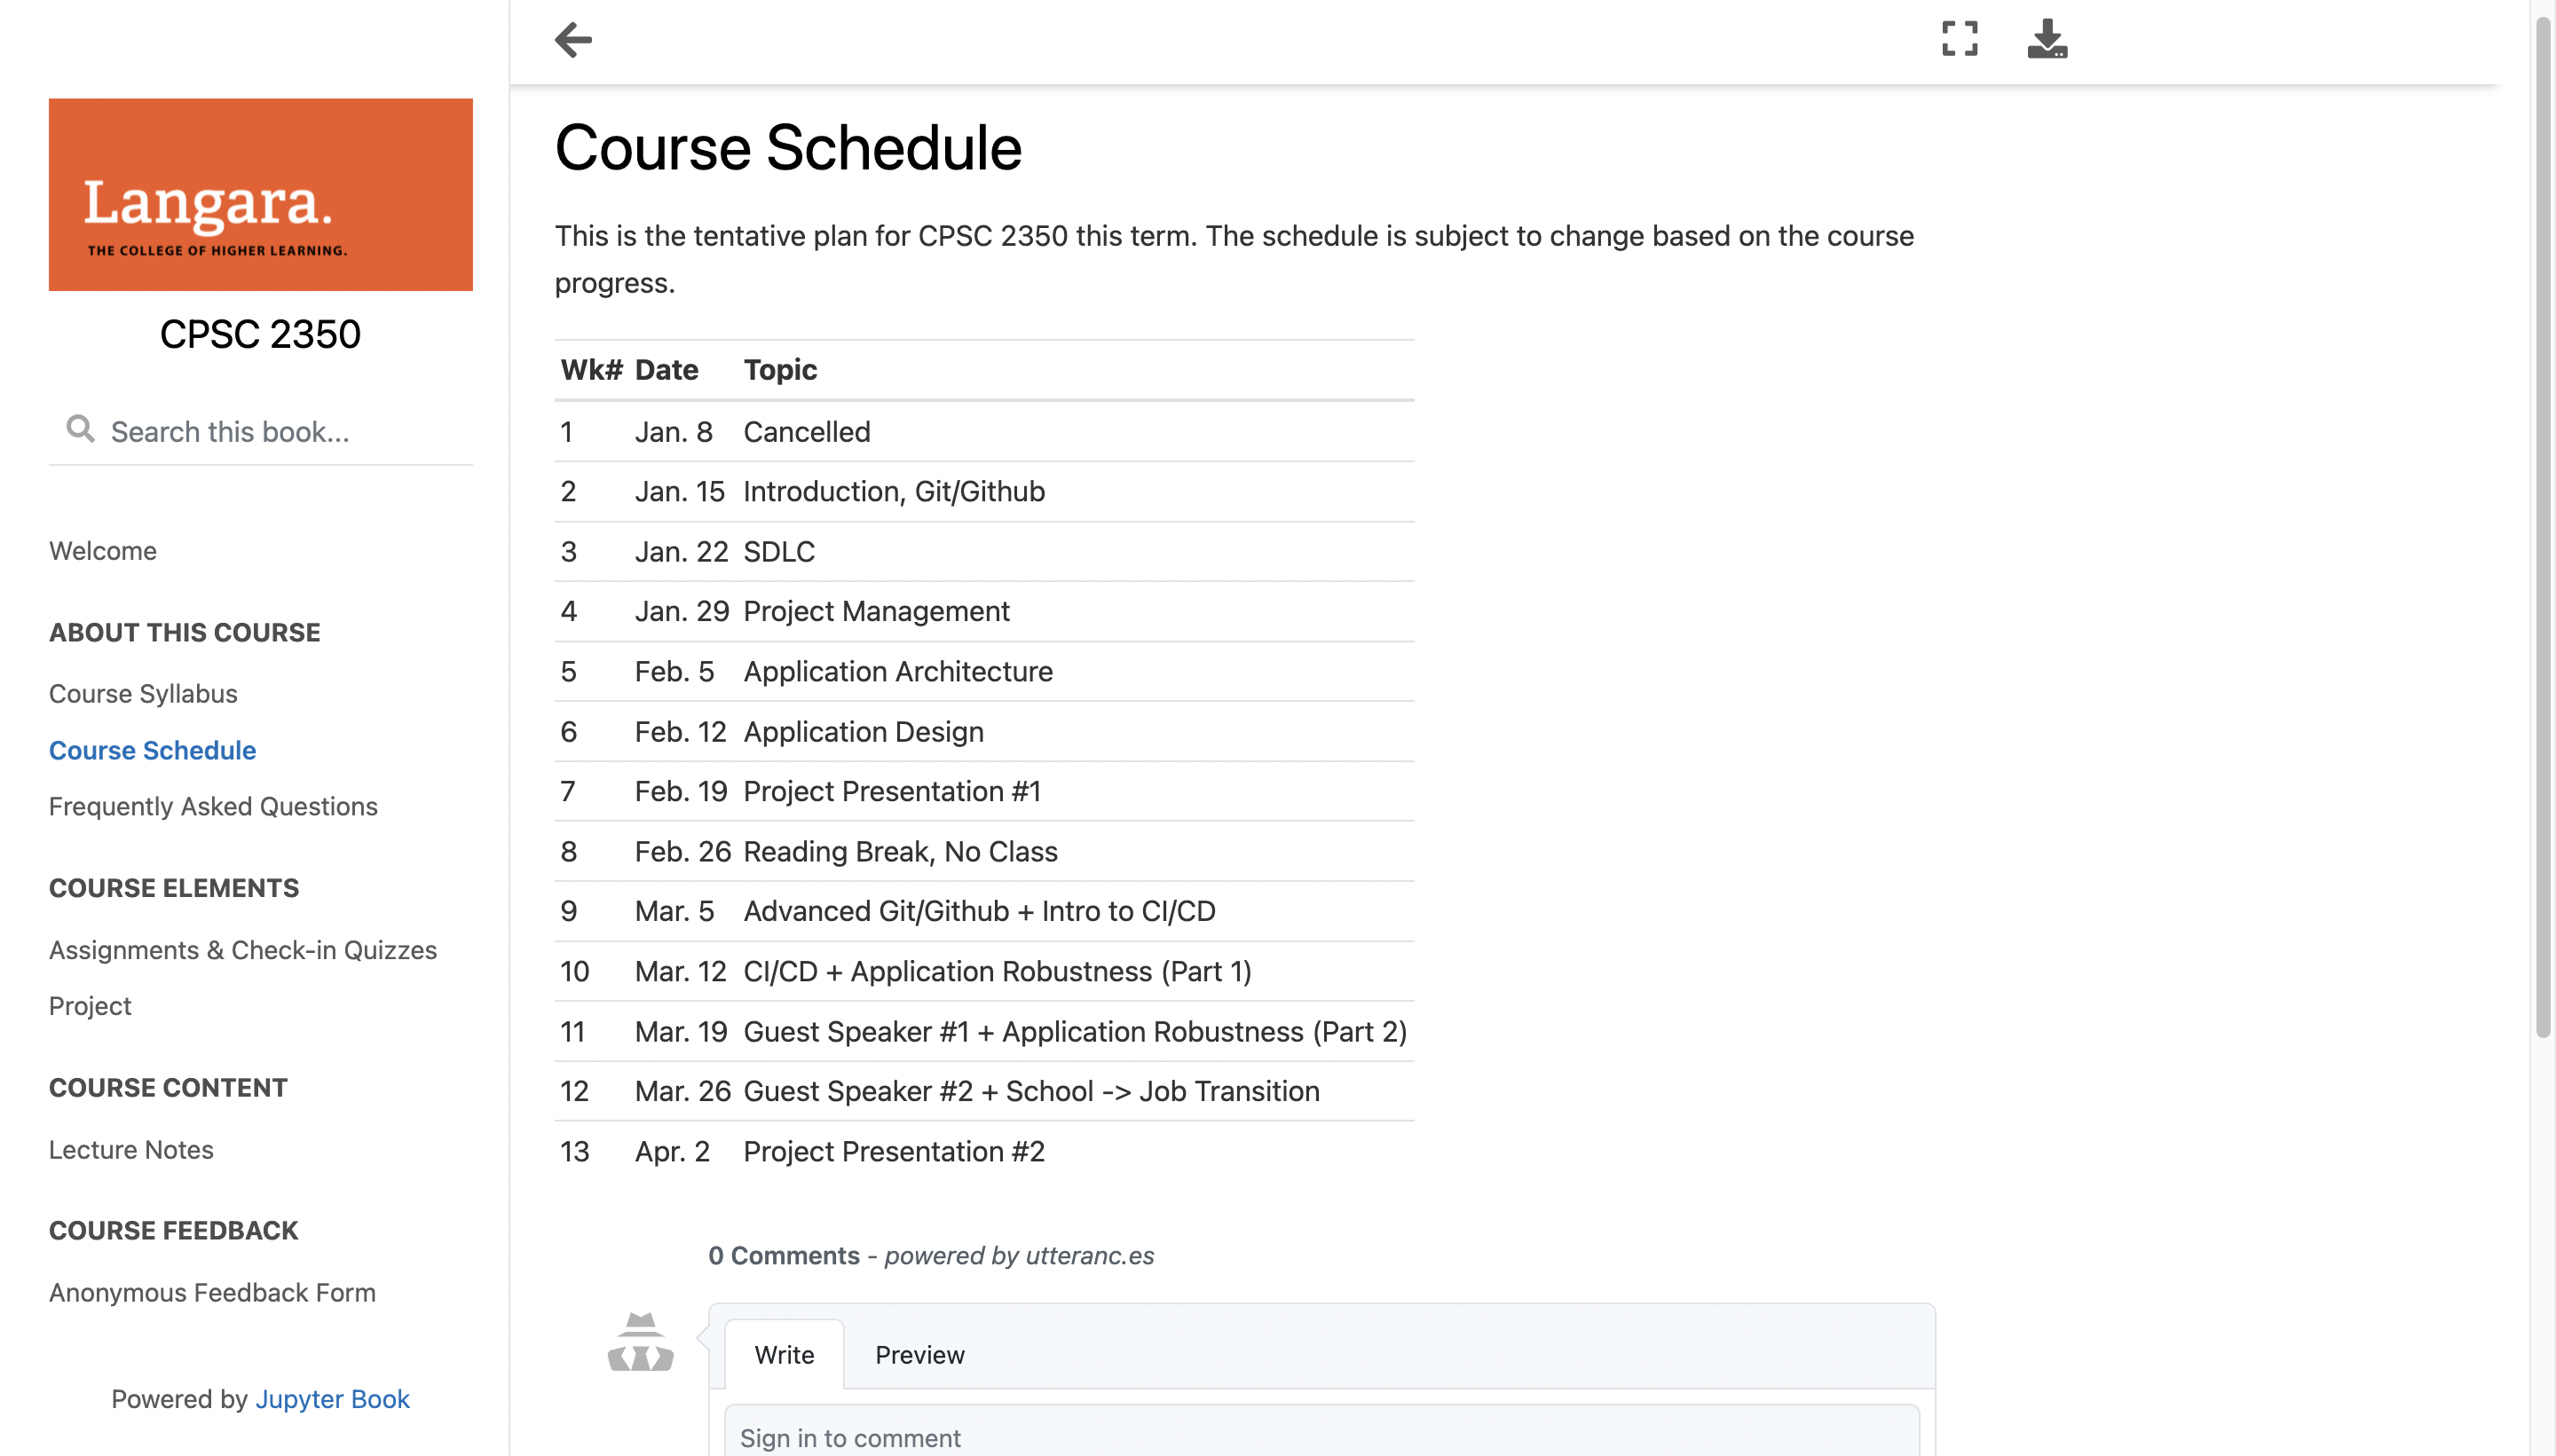 Langara.
THE COLLEGE OF HIGHER LEARNING.
CPSC 2350
Search this book...
Welcome
ABOUT THIS COURSE
Course Syllabus
Course Schedule
Frequently Asked Questions
COURSE ELEMENTS
Assignments & Check-in Quizzes
Project
COURSE CONTENT
Lecture Notes
COURSE FEEDBACK
Anonymous Feedback Form
Powered by Jupyter Book
Course Schedule
This is the tentative plan for CPSC 2350 this term. The schedule is subject to change based on the course
progress.
Wk# Date Topic
1 Jan. 8 Cancelled
2 Jan. 15 Introduction, Git/Github
3 Jan. 22 SDLC
4 Jan. 29 Project Management
5 Feb. 5 Application Architecture
6 Feb. 12 Application Design
7 Feb. 19 Project Presentation #1
8 Feb. 26 Reading Break, No Class
9 Mar. 5 Advanced Git/Github + Intro to CI/CD
10 Mar. 12 CI/CD + Application Robustness (Part 1)
11 Mar. 19 Guest Speaker #1 + Application Robustness (Part 2)
12 Mar. 26 Guest Speaker #2 + School -> Job Transition
13 Apr. 2 Project Presentation #2
0 Comments - powered by utteranc.es
Write Preview
Sign in to comment